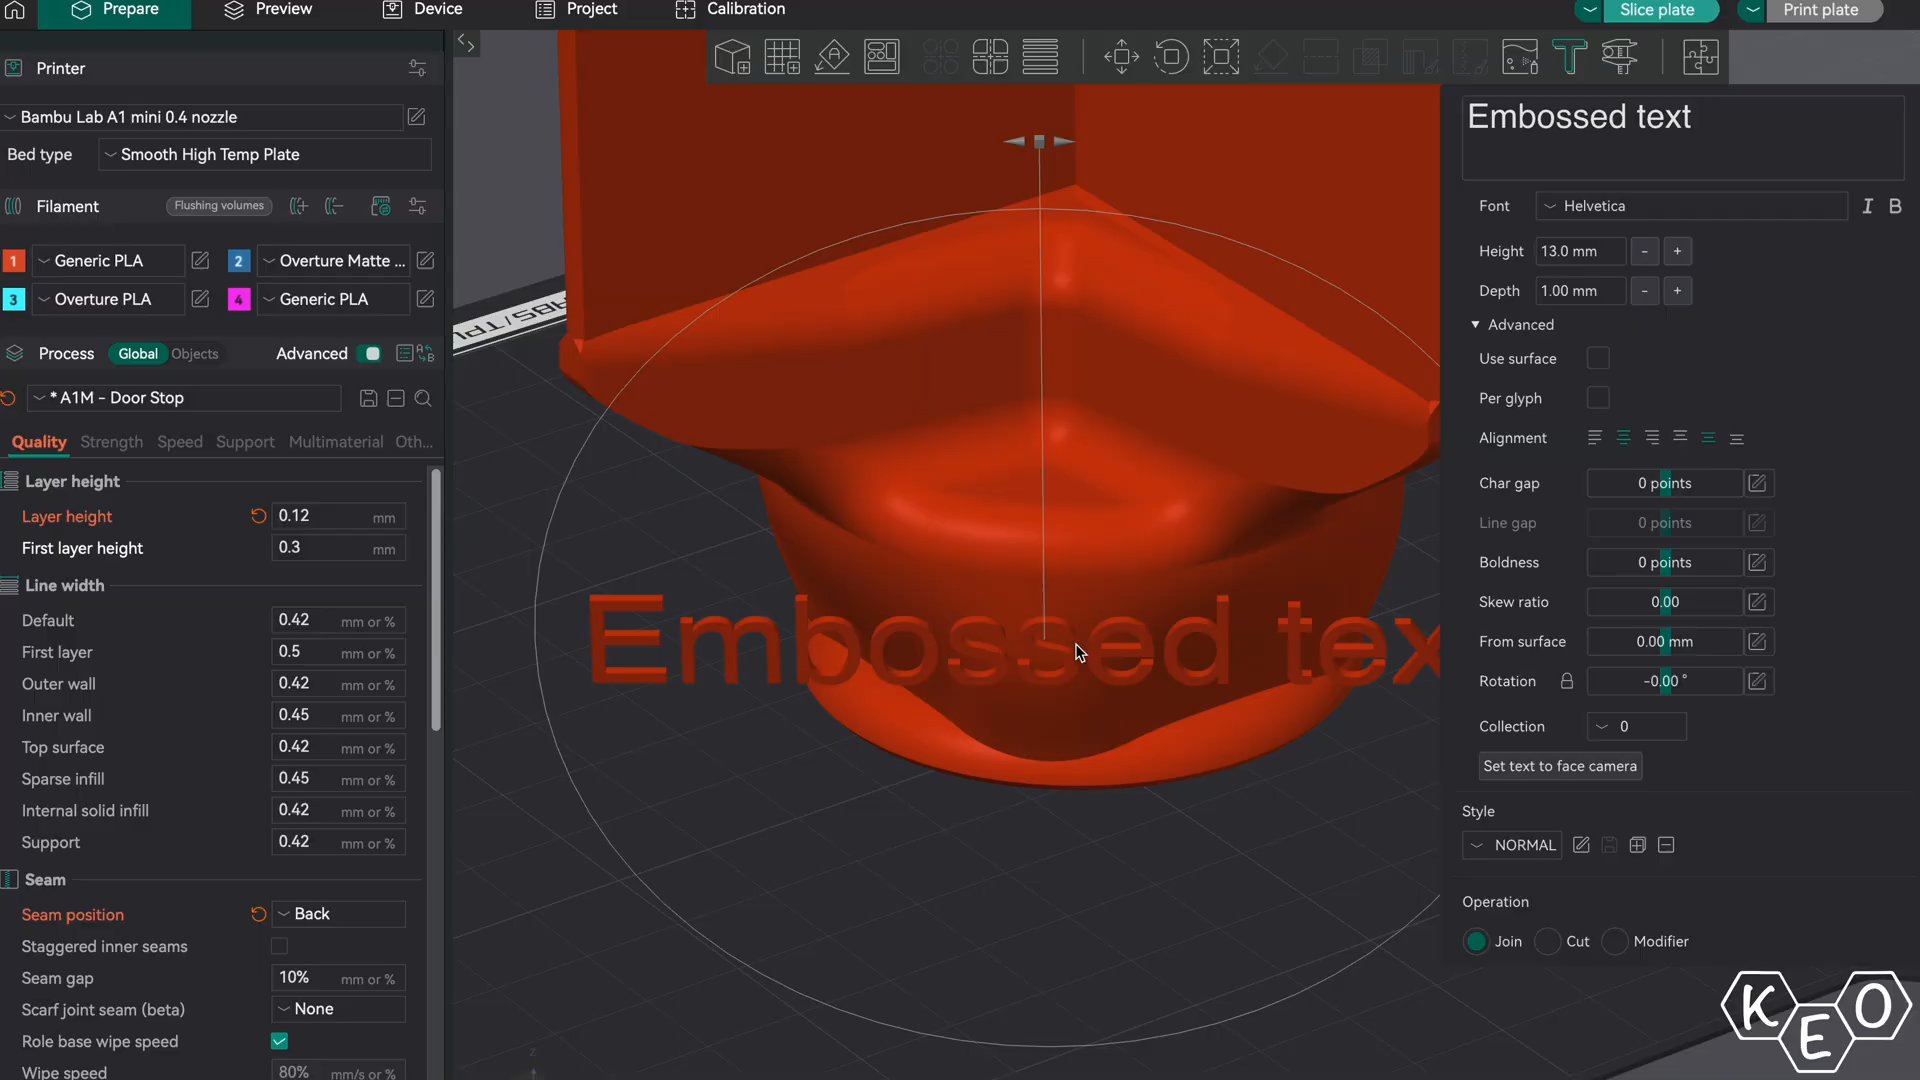 Prepare
Preview
Device
Project
Calibration
Slice plate
Print plate
Printer
Bambu Lab A1 mini 0.4 nozzle
Bed type
Smooth High Temp Plate
Filament
Flushing volumes
1 Generic PLA
2 Overture Matte ...
3 Overture PLA
4 Generic PLA
Process
Global
Objects
Advanced
* A1M - Door Stop
Quality
Strength
Speed
Support
Multimaterial
Oth...
Layer height
Layer height 0.12 mm
First layer height 0.3 mm
Line width
Default 0.42 mm or %
First layer 0.5 mm or %
Outer wall 0.42 mm or %
Inner wall 0.45 mm or %
Top surface 0.42 mm or %
Sparse infill 0.45 mm or %
Internal solid infill 0.42 mm or %
Support 0.42 mm or %
Seam
Seam position Back
Staggered inner seams
Seam gap 10% mm or %
Scarf joint seam (beta) None
Role base wipe speed
Wipe speed 80% mm/s or %
ABS/TPU
Embossed tex
z
Embossed text
Font Helvetica I B
Height 13.0 mm - +
Depth 1.00 mm - +
Advanced
Use surface
Per glyph
Alignment
Char gap 0 points
Line gap 0 points
Boldness 0 points
Skew ratio 0.00
From surface 0.00 mm
Rotation -0.00 °
Collection 0
Set text to face camera
Style
NORMAL
Operation
Join
Cut
Modifier
KEO